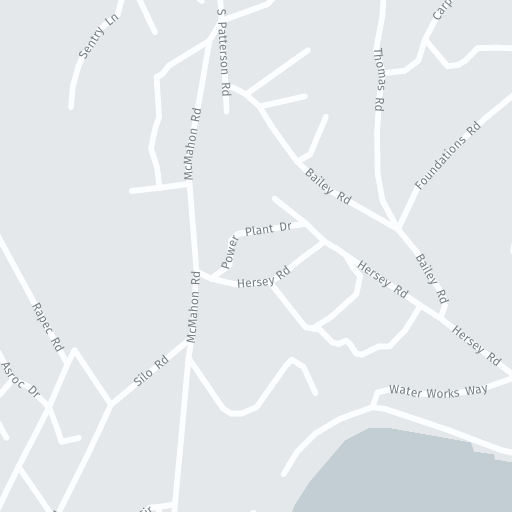 Sentry Ln
S Patterson Rd
Carp
Thomas Rd
McMahon Rd
Foundations Rd
Bailey Rd
Power Plant Dr
Hersey Rd
Hersey Rd
Bailey Rd
McMahon Rd
Rapec Rd
Hersey Rd
Silo Rd
Asroc Dr
Water Works Way